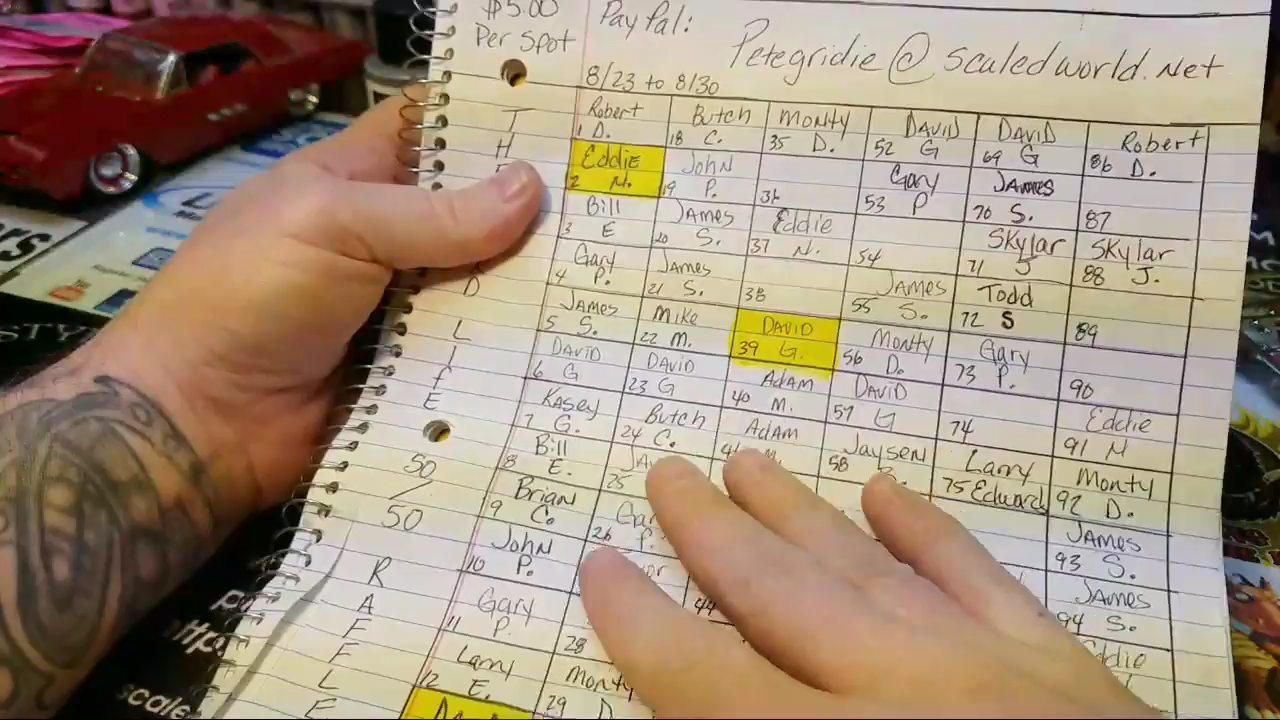 $5.00
Per Spot
PayPal:
Petegridie@scaledworld.Net
8/23 to 8/30
T
H
D
L
I
F
E
50
/
50
R
A
F
F
L
E
Robert
1 D.
Butch
18 C.
Monty
35 D.
David
52 G
David
69 G
Robert
86 D.
Eddie
2 N.
John
19 P.
36
Gary
53 P
James
70 S.
87
Bill
3 E
James
20 S.
Eddie
37 N.
54
Skylar
71 J
Skylar
88 J.
Gary
4 P.
James
21 S.
38
James
55 S.
Todd
72 S
89
James
5 S.
Mike
22 M.
David
39 G.
Monty
56 D.
Gary
73 P.
90
David
6 G
David
23 G
Adam
40 M.
David
57 G
74
Eddie
91 N
Kasey
7 G.
Butch
24 C.
Adam
Jaysen
58
Larry
75 Edward
Monty
92 D.
Bill
8 E.
25
James
93 S.
Brian
9 C.
26 P.
James
94 S.
John
10 P.
44
Gary
11 P.
28
Larry
12 E.
Monty
29 D